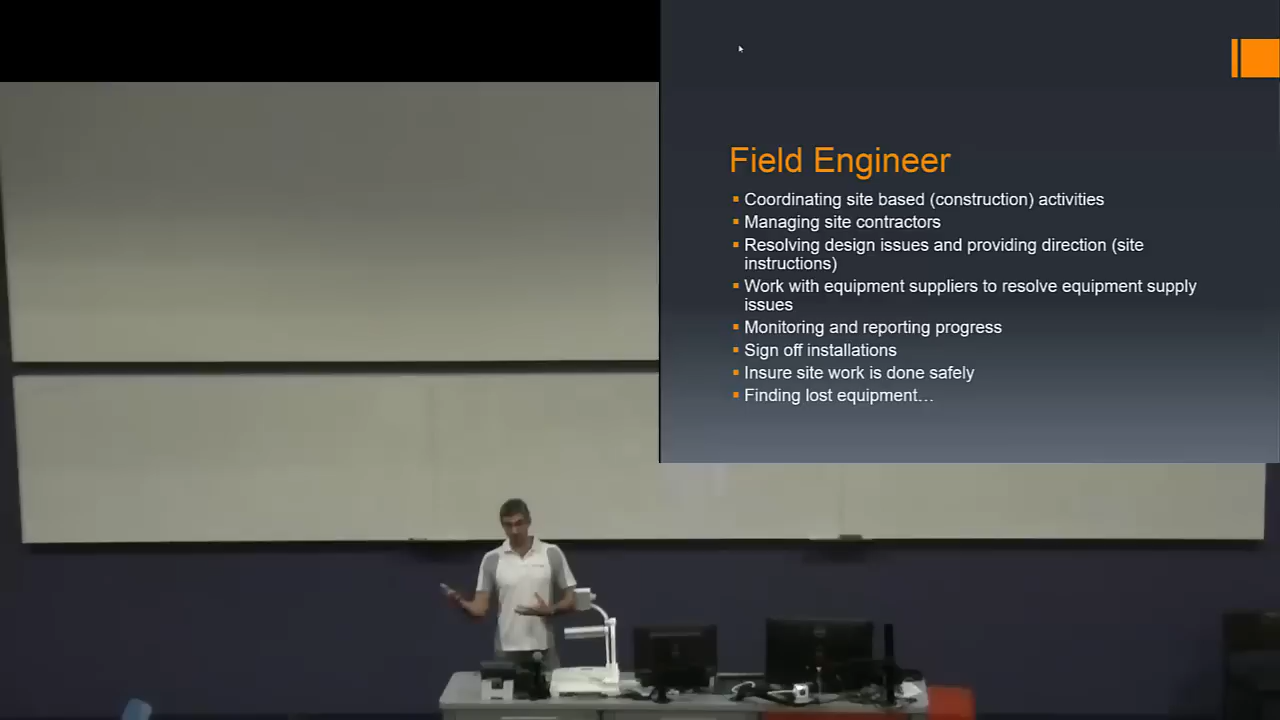 Field Engineer
Coordinating site based (construction) activities
Managing site contractors
Resolving design issues and providing direction (site
instructions)
Work with equipment suppliers to resolve equipment supply
issues
Monitoring and reporting progress
Sign off installations
Insure site work is done safely
Finding lost equipment…